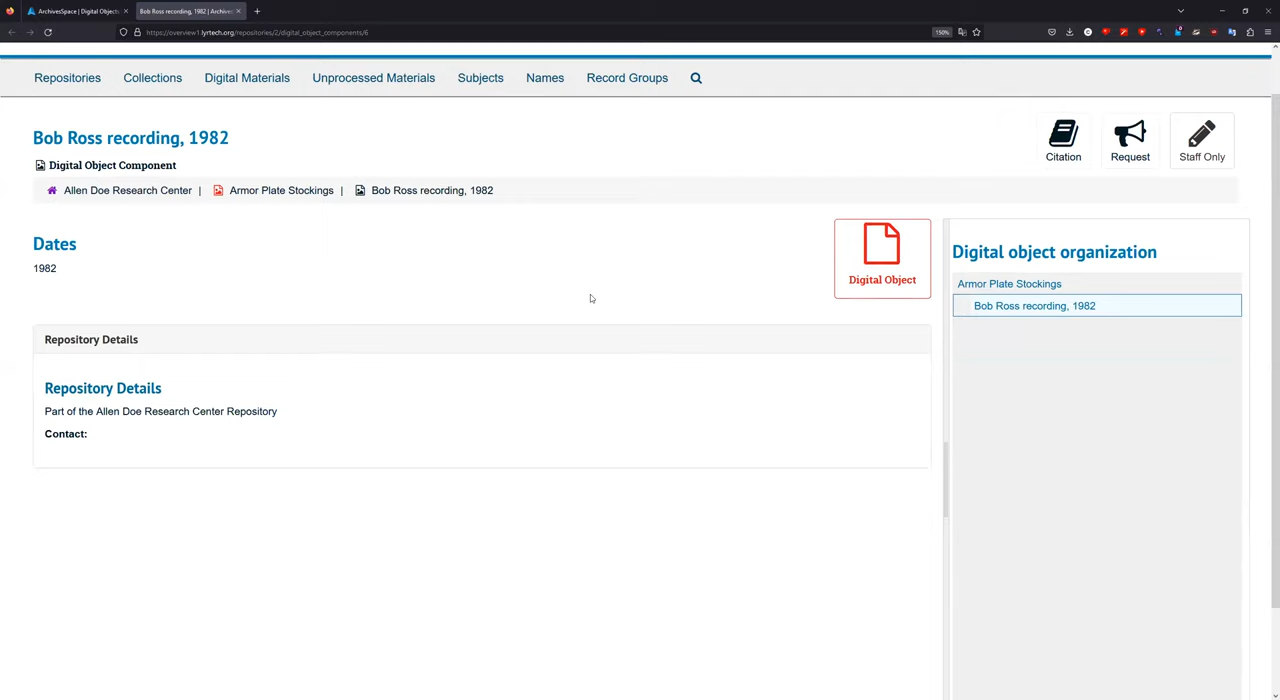 ArchivesSpace | Digital Objects
Bob Ross recording, 1982 | Archives
https://overview1.lyrtech.org/repositories/2/digital_object_components/6
150%
Repositories Collections Digital Materials Unprocessed Materials Subjects Names Record Groups
Bob Ross recording, 1982
Citation Request Staff Only
Digital Object Component
Allen Doe Research Center | Armor Plate Stockings | Bob Ross recording, 1982
Dates
1982
Digital Object
Repository Details
Repository Details
Part of the Allen Doe Research Center Repository
Contact:
Digital object organization
Armor Plate Stockings
Bob Ross recording, 1982